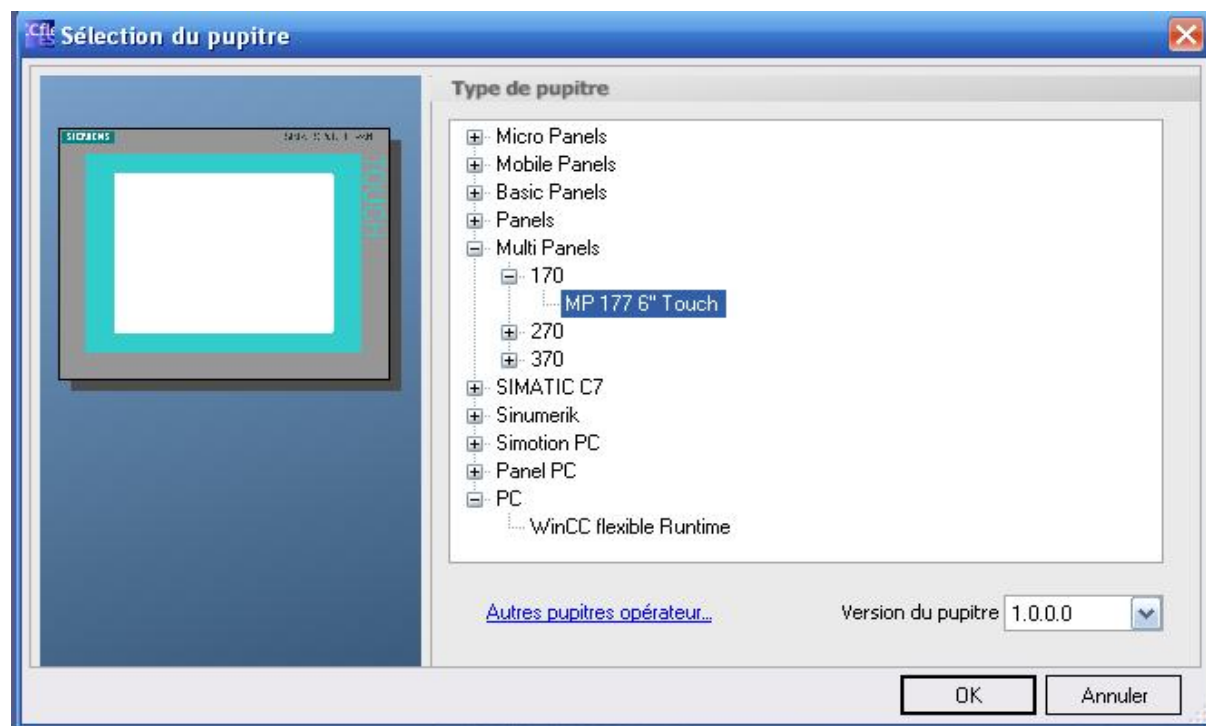 Sélection du pupitre
Type de pupitre
SIEMENS
Micro Panels
Mobile Panels
Basic Panels
Panels
Multi Panels
170
MP 177 6" Touch
270
370
SIMATIC C7
Sinumerik
Simotion PC
Panel PC
PC
WinCC flexible Runtime
Autres pupitres opérateur...
Version du pupitre 1.0.0.0
OK
Annuler